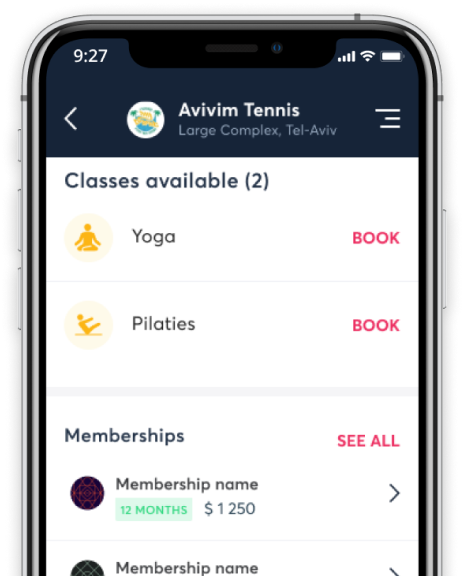 9:27
Avivim Tennis
Large Complex, Tel-Aviv
Classes available (2)
Yoga
BOOK
Pilaties
BOOK
Memberships
SEE ALL
Membership name
12 MONTHS $ 1 250
Membership name